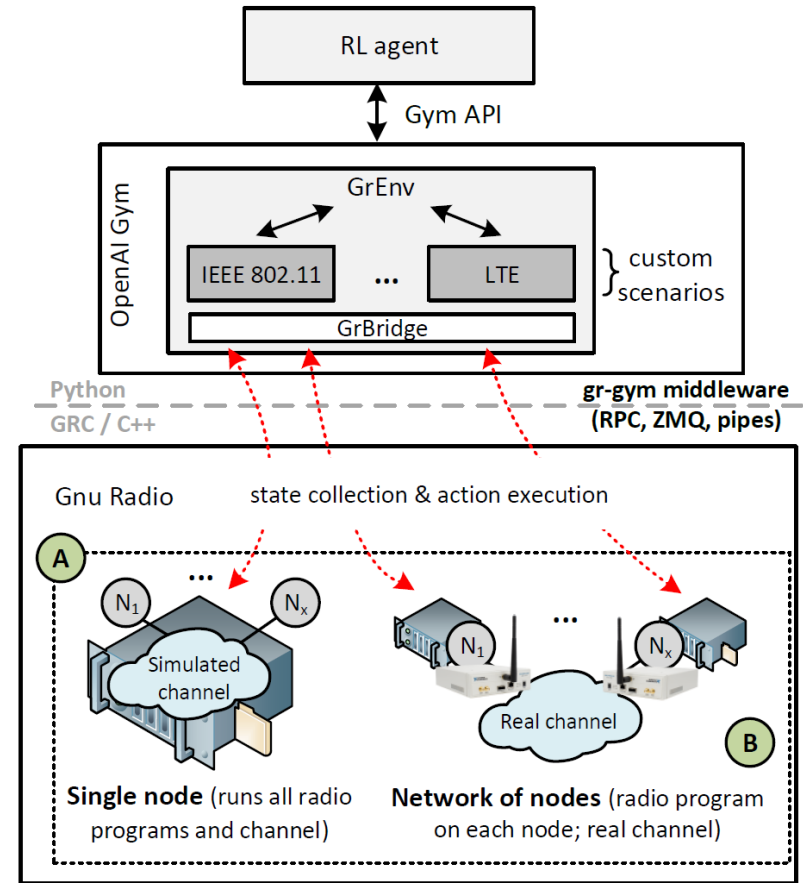 RL agent
Gym API
OpenAI Gym
GrEnv
IEEE 802.11
...
LTE
custom
scenarios
GrBridge
Python
gr-gym middleware
GRC / C++
(RPC, ZMQ, pipes)
Gnu Radio
state collection & action execution
A
...
N1
Nx
Simulated
channel
...
N1
Nx
Real channel
B
Single node (runs all radio
programs and channel)
Network of nodes (radio program
on each node; real channel)